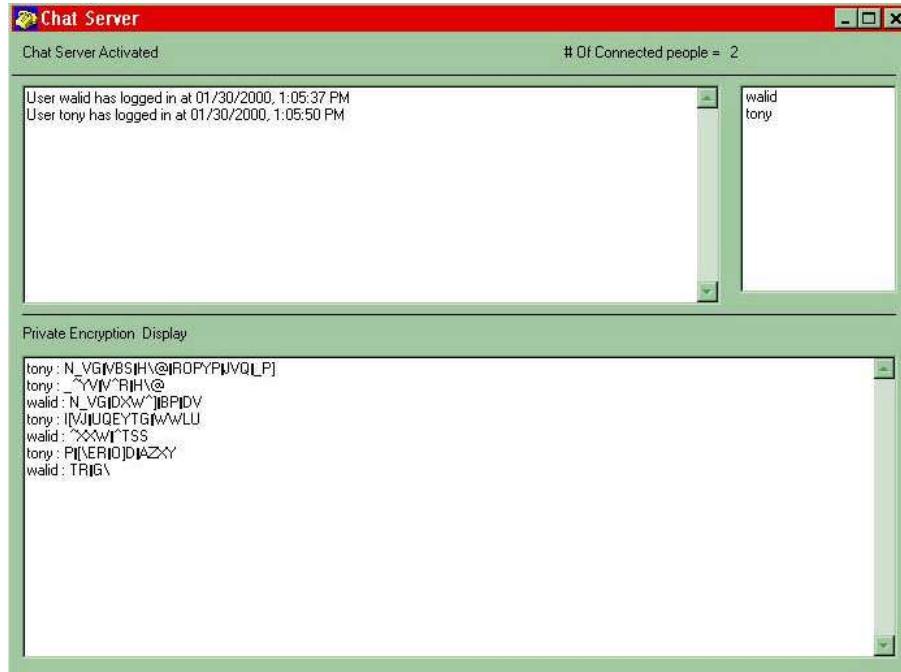 Chat Server
Chat Server Activated
# Of Connected people = 2
User walid has logged in at 01/30/2000, 1:05:37 PM
User tony has logged in at 01/30/2000, 1:05:50 PM
walid
tony
Private Encryption Display
tony : N_VG|VBS|H\@|ROPYP|JVQ|_P]
tony : _^YV|V^R|H\@
walid : N_VG|DXW^]|BP|DV
tony : I[VJ|UQEYTG|WWLU
walid : ^XXW|^TSS
tony : P|[\ER|O]D|AZXY
walid : TR|G\